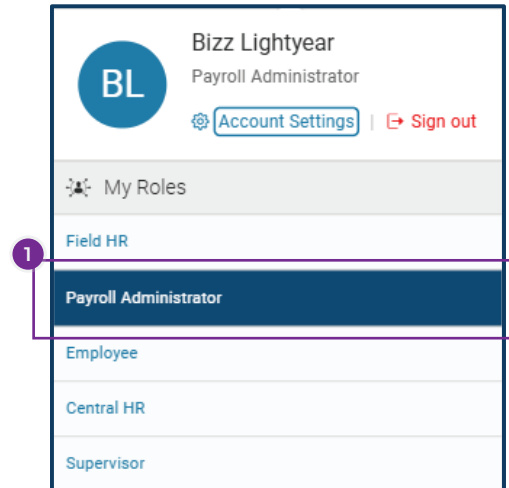 BL
Bizz Lightyear
Payroll Administrator
Account Settings | Sign out
My Roles
Field HR
1
Payroll Administrator
Employee
Central HR
Supervisor